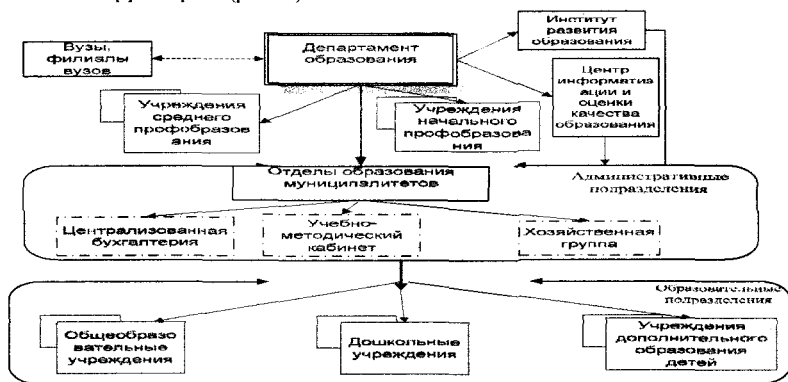 Институт
развития
образования
Вузы,
филиалы
вузов
Департамент
образования
Центр
информатиз
ации и
оценки
качества
образования
Учреждения
среднего
профобразов
ания
Учреждения
начального
профобразова
ния
Отделы образования
муниципалитетов
Административные
подразделения
Централизованная
бухгалтерия
Учебно-
методический
кабинет
Хозяйственная
группа
Образовательные
подразделения
Общеобразо
вательные
учреждения
Дошкольные
учреждения
Учреждения
дополнительного
образования
детей